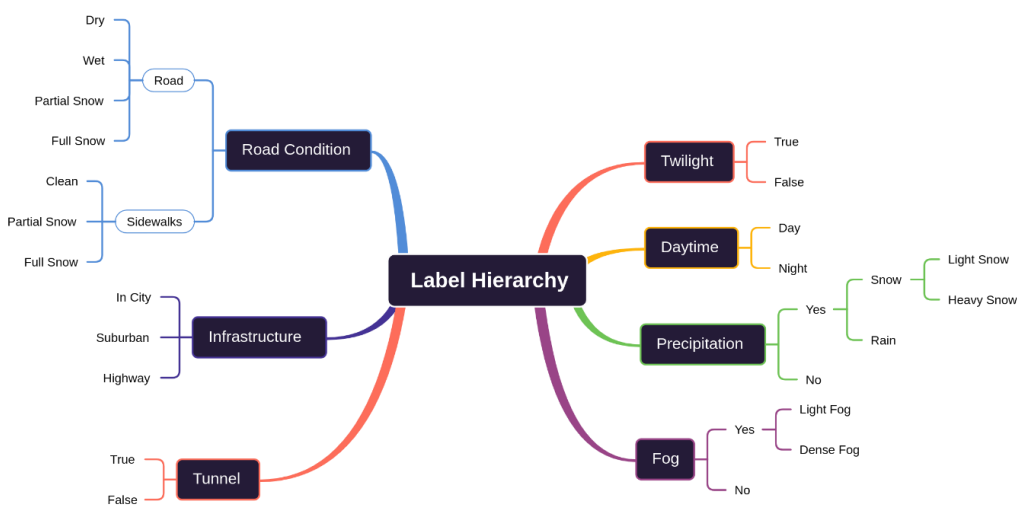 Label Hierarchy
Road Condition
Road
Dry
Wet
Partial Snow
Full Snow
Sidewalks
Clean
Partial Snow
Full Snow
Infrastructure
In City
Suburban
Highway
Tunnel
True
False
Twilight
True
False
Daytime
Day
Night
Precipitation
Yes
Snow
Light Snow
Heavy Snow
Rain
No
Fog
Yes
Light Fog
Dense Fog
No